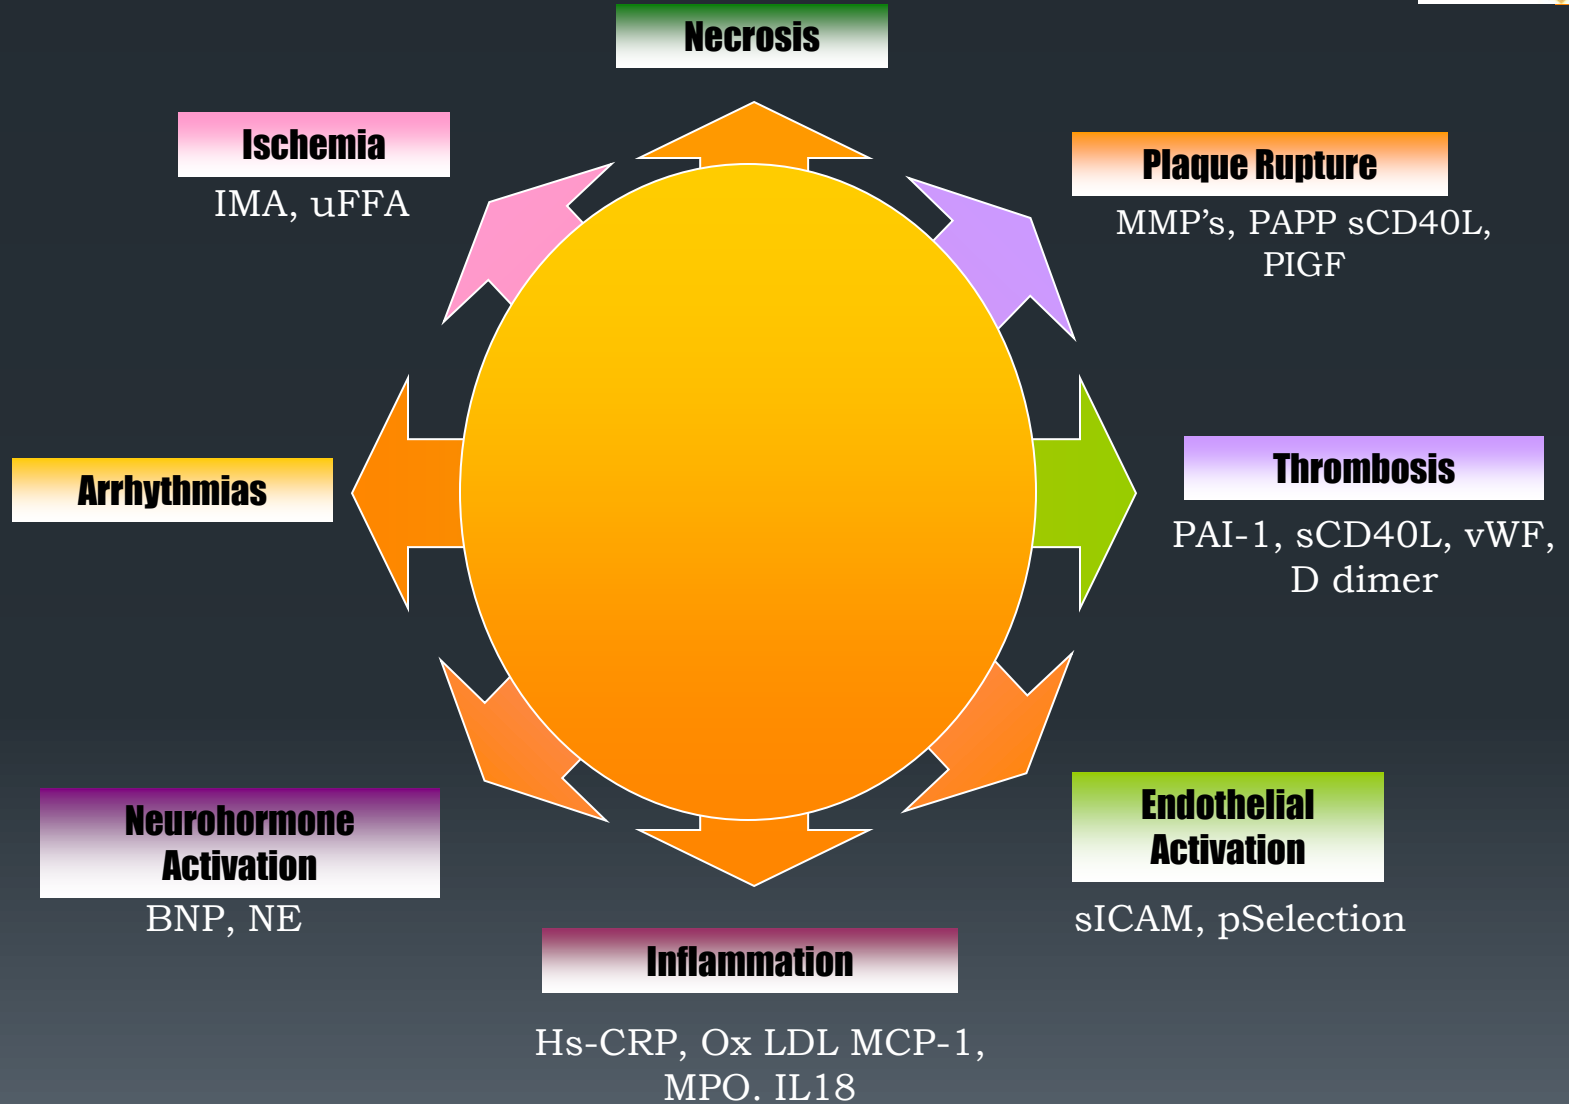 Necrosis
Ischemia
IMA, uFFA
Plaque Rupture
MMP's, PAPP sCD40L,
PIGF
Arrhythmias
Thrombosis
PAI-1, sCD40L, vWF,
D dimer
Neurohormone
Activation
BNP, NE
Endothelial
Activation
sICAM, pSelection
Inflammation
Hs-CRP, Ox LDL MCP-1,
MPO. IL18